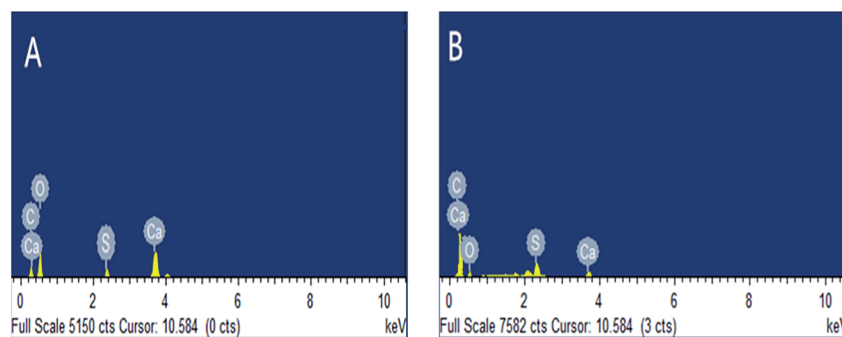 A
O
C
Ca
S
Ca
0 2 4 6 8 10
Full Scale 5150 cts Cursor: 10.584 (0 cts) keV
B
C
Ca
O
S
Ca
0 2 4 6 8 10
Full Scale 7582 cts Cursor: 10.584 (3 cts) keV